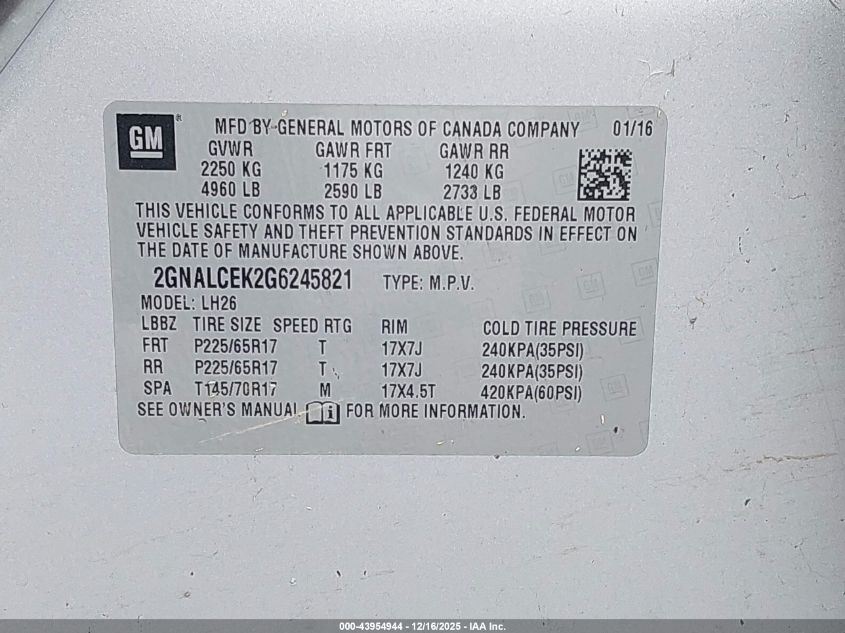 GM ®
MFD BY GENERAL MOTORS OF CANADA COMPANY 01/16
GVWR GAWR FRT GAWR RR
2250 KG 1175 KG 1240 KG
4960 LB 2590 LB 2733 LB
THIS VEHICLE CONFORMS TO ALL APPLICABLE U.S. FEDERAL MOTOR
VEHICLE SAFETY AND THEFT PREVENTION STANDARDS IN EFFECT ON
THE DATE OF MANUFACTURE SHOWN ABOVE.
2GNALCEK2G6245821 TYPE: M.P.V.
MODEL: LH26
LBBZ TIRE SIZE SPEED RTG RIM COLD TIRE PRESSURE
FRT P225/65R17 T 17X7J 240KPA(35PSI)
RR P225/65R17 T 17X7J 240KPA(35PSI)
SPA T145/70R17 M 17X4.5T 420KPA(60PSI)
SEE OWNER'S MANUAL FOR MORE INFORMATION.
000-43954944 - 12/16/2025 - IAA Inc.